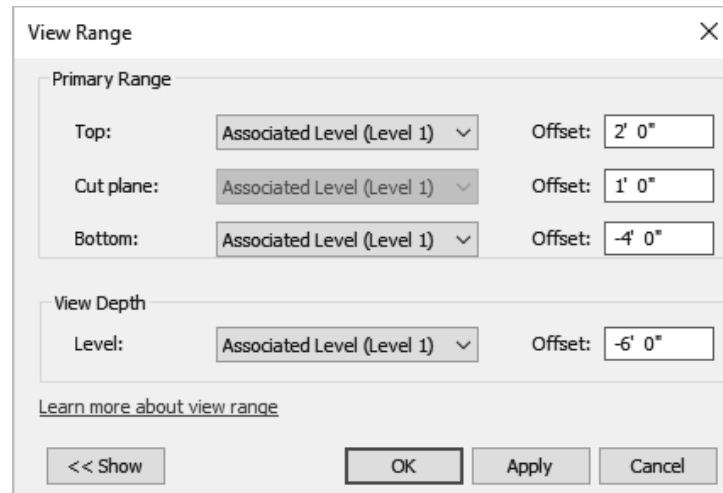 View Range
Primary Range
Top: Associated Level (Level 1) Offset: 2' 0"
Cut plane: Associated Level (Level 1) Offset: 1' 0"
Bottom: Associated Level (Level 1) Offset: -4' 0"
View Depth
Level: Associated Level (Level 1) Offset: -6' 0"
Learn more about view range
<< Show OK Apply Cancel